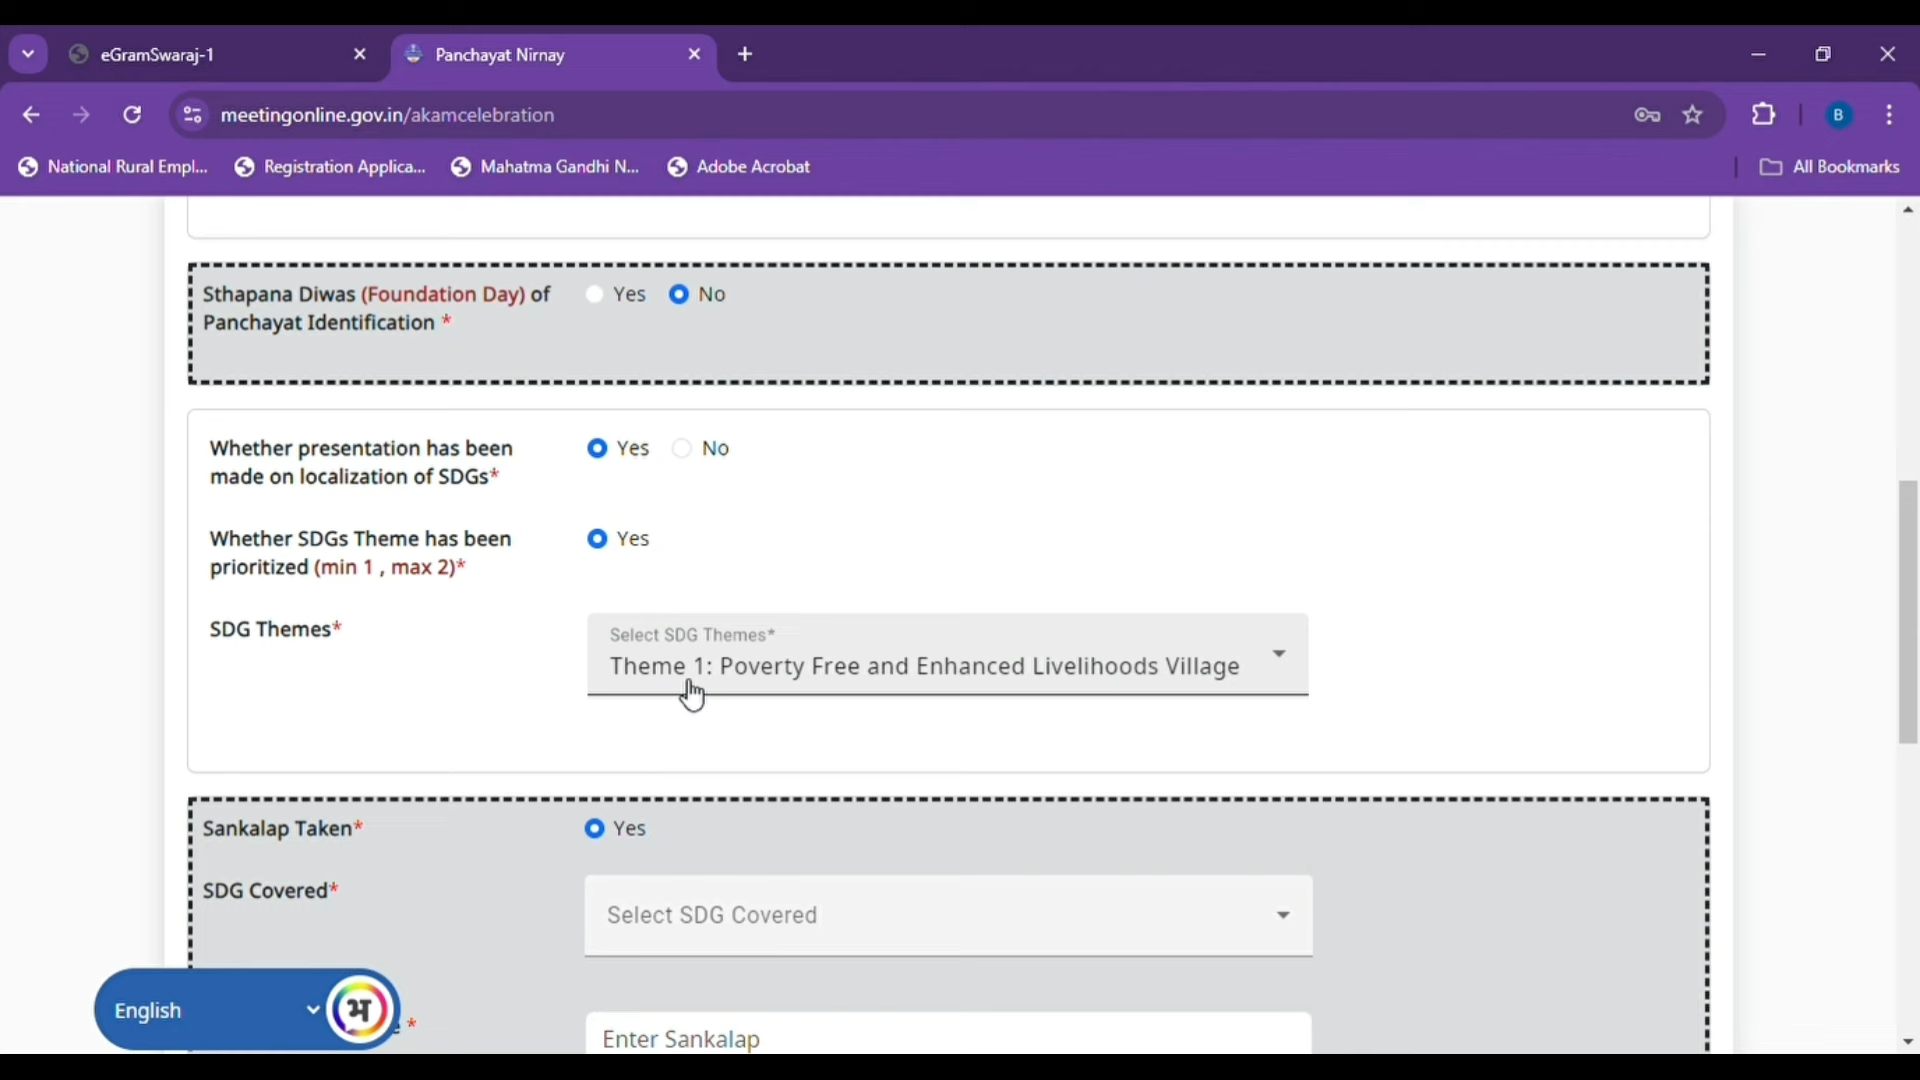 eGramSwaraj-1
Panchayat Nirnay
meetingonline.gov.in/akamcelebration
B
National Rural Empl...
Registration Applica...
Mahatma Gandhi N...
Adobe Acrobat
All Bookmarks
Sthapana Diwas (Foundation Day) of
Panchayat Identification *
Yes
No
Whether presentation has been
made on localization of SDGs*
Yes
No
Whether SDGs Theme has been
prioritized (min 1 , max 2)*
Yes
SDG Themes*
Select SDG Themes*
Theme 1: Poverty Free and Enhanced Livelihoods Village
Sankalap Taken*
Yes
SDG Covered*
Select SDG Covered
English
अ
*
Enter Sankalap